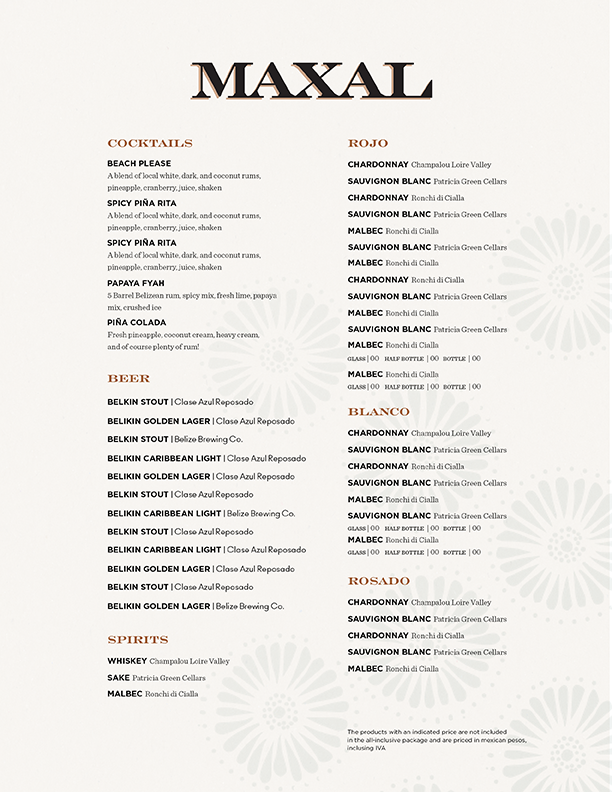 MAXAL
COCKTAILS
BEACH PLEASE
A blend of local white, dark, and coconut rums,
pineapple, cranberry, juice, shaken
SPICY PIÑA RITA
A blend of local white, dark, and coconut rums,
pineapple, cranberry, juice, shaken
SPICY PIÑA RITA
A blend of local white, dark, and coconut rums,
pineapple, cranberry, juice, shaken
PAPAYA FYAH
5 Barrel Belizean rum, spicy mix, fresh lime, papaya
mix, crushed ice
PIÑA COLADA
Fresh pineapple, coconut cream, heavy cream,
and of course plenty of rum!
BEER
BELKIN STOUT | Clase Azul Reposado
BELIKIN GOLDEN LAGER | Clase Azul Reposado
BELKIN STOUT | Belize Brewing Co.
BELIKIN CARIBBEAN LIGHT | Clase Azul Reposado
BELIKIN GOLDEN LAGER | Clase Azul Reposado
BELKIN STOUT | Clase Azul Reposado
BELIKIN CARIBBEAN LIGHT | Belize Brewing Co.
BELKIN STOUT | Clase Azul Reposado
BELIKIN CARIBBEAN LIGHT | Clase Azul Reposado
BELIKIN GOLDEN LAGER | Clase Azul Reposado
BELKIN STOUT | Clase Azul Reposado
BELIKIN GOLDEN LAGER | Belize Brewing Co.
SPIRITS
WHISKEY Champalou Loire Valley
SAKE Patricia Green Cellars
MALBEC Ronchi di Cialla
ROJO
CHARDONNAY Champalou Loire Valley
SAUVIGNON BLANC Patricia Green Cellars
CHARDONNAY Ronchi di Cialla
SAUVIGNON BLANC Patricia Green Cellars
MALBEC Ronchi di Cialla
SAUVIGNON BLANC Patricia Green Cellars
MALBEC Ronchi di Cialla
CHARDONNAY Ronchi di Cialla
SAUVIGNON BLANC Patricia Green Cellars
MALBEC Ronchi di Cialla
SAUVIGNON BLANC Patricia Green Cellars
MALBEC Ronchi di Cialla
GLASS | 00 HALF BOTTLE | 00 BOTTLE | 00
MALBEC Ronchi di Cialla
GLASS | 00 HALF BOTTLE | 00 BOTTLE | 00
BLANCO
CHARDONNAY Champalou Loire Valley
SAUVIGNON BLANC Patricia Green Cellars
CHARDONNAY Ronchi di Cialla
SAUVIGNON BLANC Patricia Green Cellars
MALBEC Ronchi di Cialla
SAUVIGNON BLANC Patricia Green Cellars
GLASS | 00 HALF BOTTLE | 00 BOTTLE | 00
MALBEC Ronchi di Cialla
GLASS | 00 HALF BOTTLE | 00 BOTTLE | 00
ROSADO
CHARDONNAY Champalou Loire Valley
SAUVIGNON BLANC Patricia Green Cellars
CHARDONNAY Ronchi di Cialla
SAUVIGNON BLANC Patricia Green Cellars
MALBEC Ronchi di Cialla
The products with an indicated price are not included
in the all-inclusive package and are priced in mexican pesos,
inclusing IVA